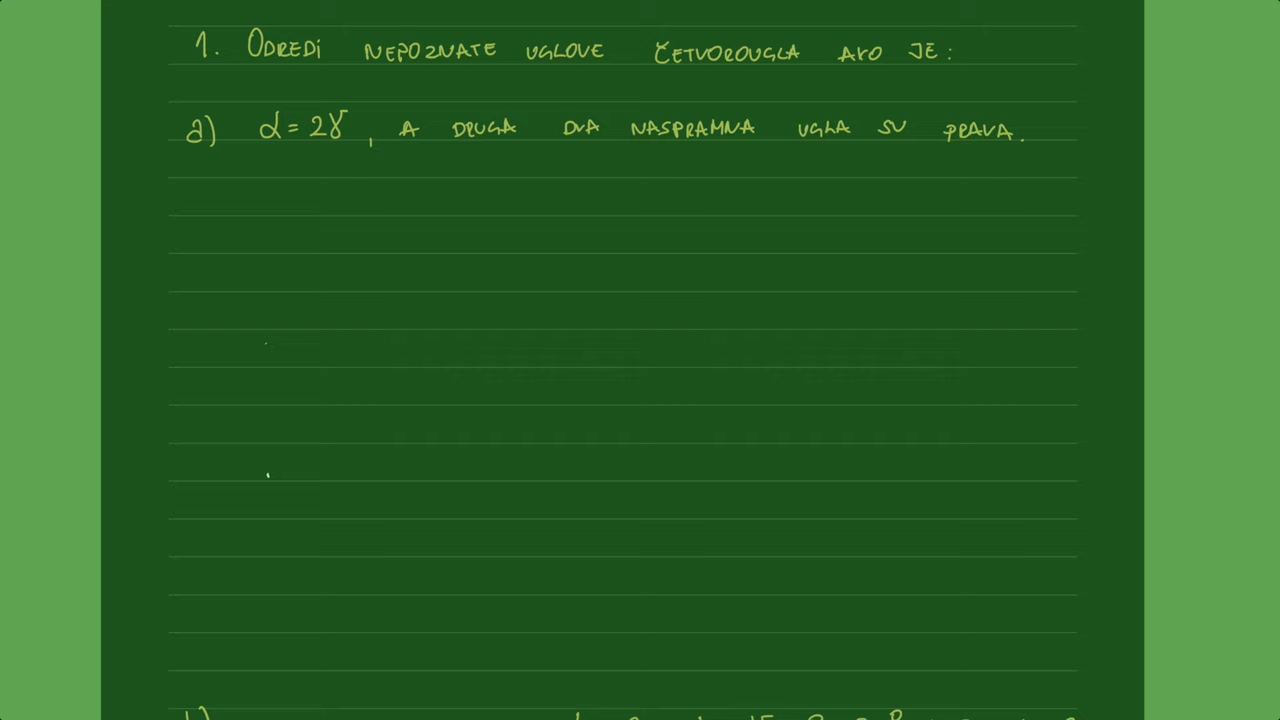 1. ODREDI NEPOZNATE UGLOVE ČETVOROUGLA AKO JE:
a) α = 2γ, A DRUGA DVA NASPRAMNA UGLA SU PRAVA.